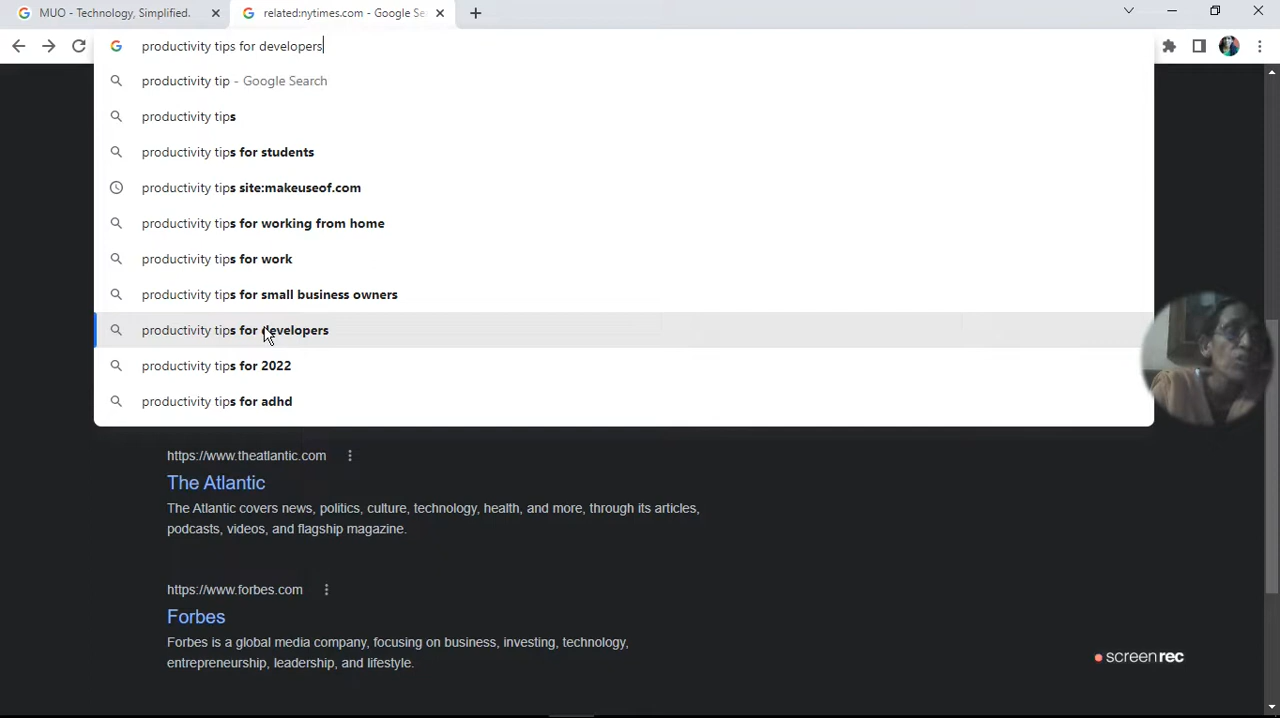 MUO - Technology, Simplified.
related:nytimes.com - Google Se
productivity tips for developers
productivity tip - Google Search
productivity tips
productivity tips for students
productivity tips site:makeuseof.com
productivity tips for working from home
productivity tips for work
productivity tips for small business owners
productivity tips for developers
productivity tips for 2022
productivity tips for adhd
https://www.theatlantic.com
The Atlantic
The Atlantic covers news, politics, culture, technology, health, and more, through its articles,
podcasts, videos, and flagship magazine.
https://www.forbes.com
Forbes
Forbes is a global media company, focusing on business, investing, technology,
entrepreneurship, leadership, and lifestyle.
screenrec